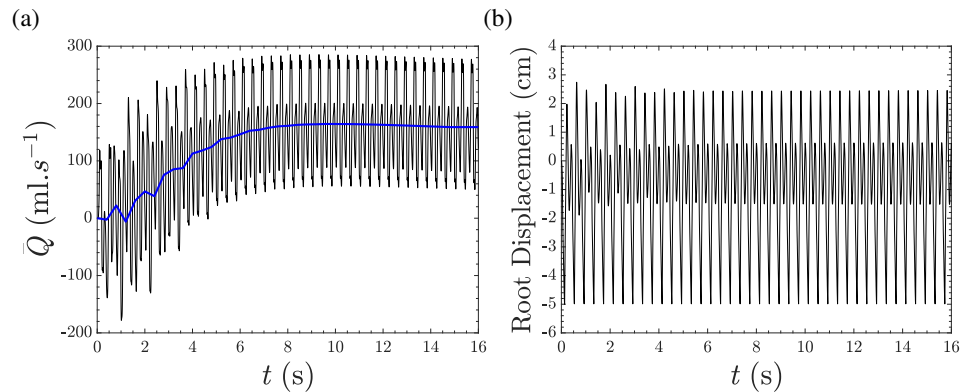 (a)
(b)
300
200
100
0
-100
-200
Q̄ (ml.s⁻¹)
0 2 4 6 8 10 12 14 16
t (s)
4
3
2
1
0
-1
-2
-3
-4
-5
-6
Root Displacement (cm)
0 2 4 6 8 10 12 14 16
t (s)